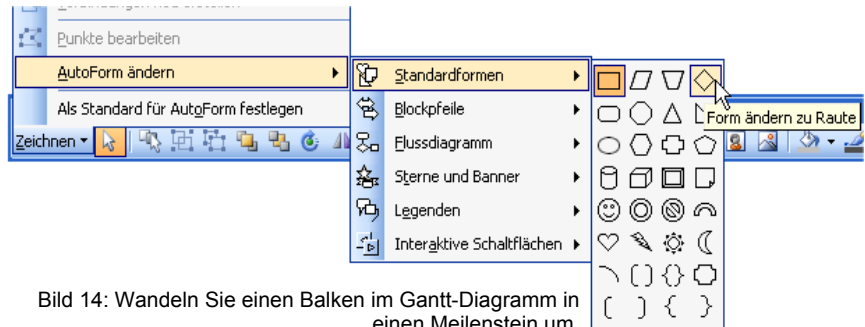 Punkte bearbeiten
AutoForm ändern
Als Standard für AutoForm festlegen
Zeichnen
Standardformen
Blockpfeile
Flussdiagramm
Sterne und Banner
Legenden
Interaktive Schaltflächen
Form ändern zu Raute
Bild 14: Wandeln Sie einen Balken im Gantt-Diagramm in
einen Meilenstein um.